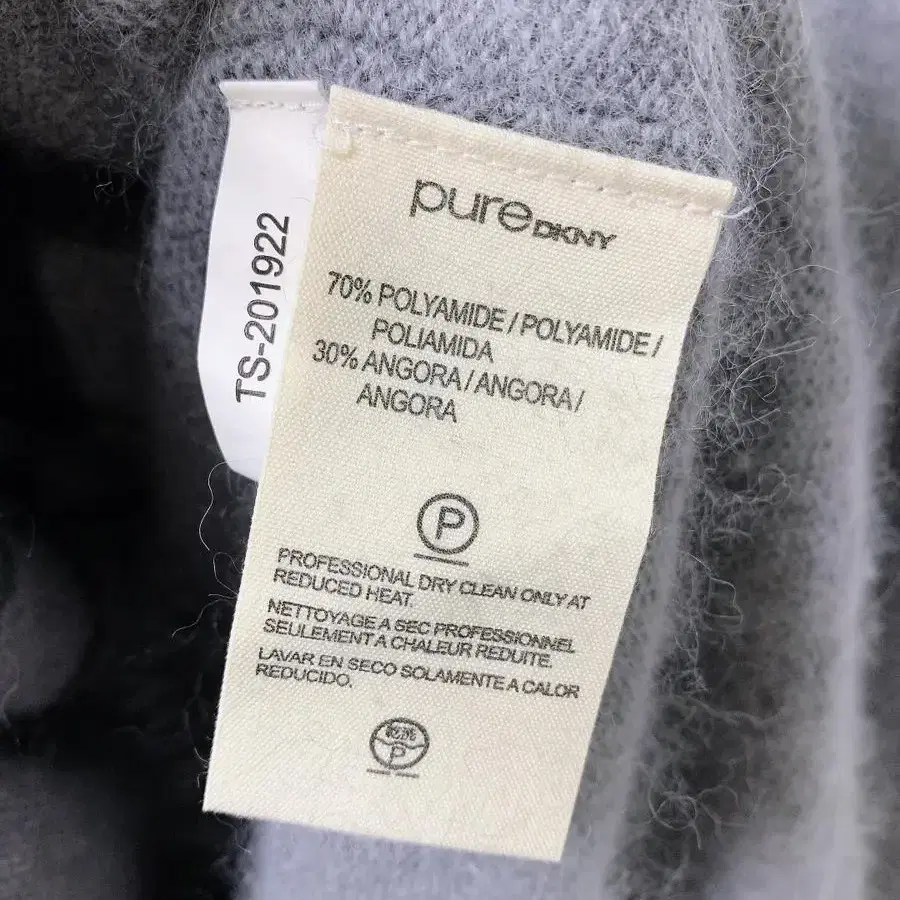 TS-201922
pure DKNY
70% POLYAMIDE / POLYAMIDE /
POLIAMIDA
30% ANGORA / ANGORA /
ANGORA
P
PROFESSIONAL DRY CLEAN ONLY AT
REDUCED HEAT.
NETTOYAGE A SEC PROFESSIONNEL
SEULEMENT A CHALEUR REDUITE.
LAVAR EN SECO SOLAMENTE A CALOR
REDUCIDO.
P